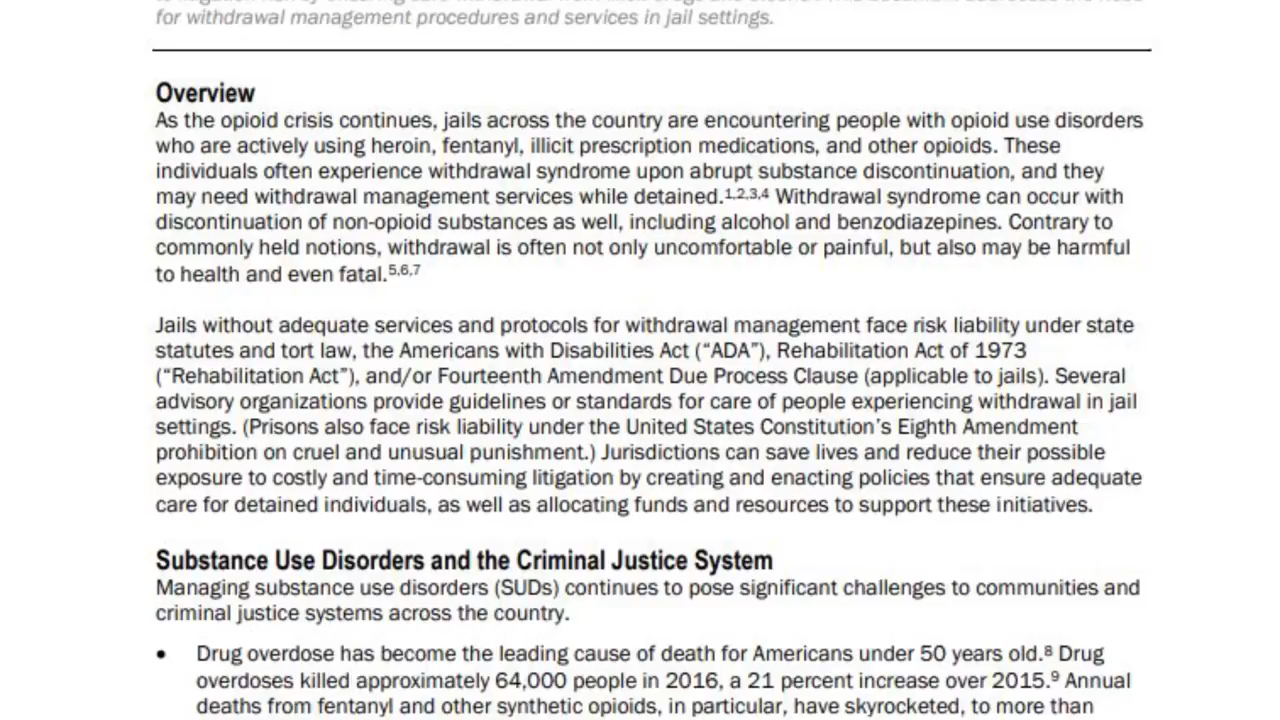 for withdrawal management procedures and services in jail settings.
Overview
As the opioid crisis continues, jails across the country are encountering people with opioid use disorders
who are actively using heroin, fentanyl, illicit prescription medications, and other opioids. These
individuals often experience withdrawal syndrome upon abrupt substance discontinuation, and they
may need withdrawal management services while detained.1,2,3,4 Withdrawal syndrome can occur with
discontinuation of non-opioid substances as well, including alcohol and benzodiazepines. Contrary to
commonly held notions, withdrawal is often not only uncomfortable or painful, but also may be harmful
to health and even fatal.5,6,7
Jails without adequate services and protocols for withdrawal management face risk liability under state
statutes and tort law, the Americans with Disabilities Act (“ADA”), Rehabilitation Act of 1973
(“Rehabilitation Act”), and/or Fourteenth Amendment Due Process Clause (applicable to jails). Several
advisory organizations provide guidelines or standards for care of people experiencing withdrawal in jail
settings. (Prisons also face risk liability under the United States Constitution’s Eighth Amendment
prohibition on cruel and unusual punishment.) Jurisdictions can save lives and reduce their possible
exposure to costly and time-consuming litigation by creating and enacting policies that ensure adequate
care for detained individuals, as well as allocating funds and resources to support these initiatives.
Substance Use Disorders and the Criminal Justice System
Managing substance use disorders (SUDs) continues to pose significant challenges to communities and
criminal justice systems across the country.
• Drug overdose has become the leading cause of death for Americans under 50 years old.8 Drug
overdoses killed approximately 64,000 people in 2016, a 21 percent increase over 2015.9 Annual
deaths from fentanyl and other synthetic opioids, in particular, have skyrocketed, to more than